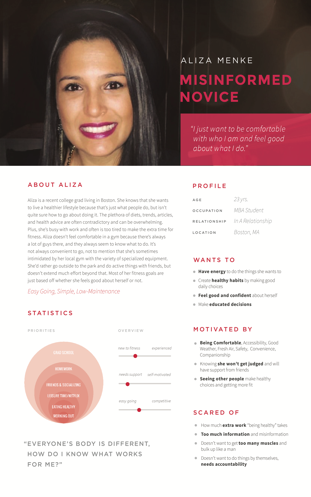 ALIZA MENKE
MISINFORMED
NOVICE
"I just want to be comfortable
with who I am and feel good
about what I do."
ABOUT ALIZA
Aliza is a recent college grad living in Boston. She knows that she wants
to live a healthier lifestyle because that's just what people do, but isn't
quite sure how to go about doing it. The plethora of diets, trends, articles,
and health advice are often contradictory and can be overwhelming.
Plus, she's busy with work and often is too tired to make the extra time for
fitness. Aliza doesn't feel comfortable in a gym because there's always
a lot of guys there, and they always seem to know what to do. It's
not always convenient to go, not to mention that she's sometimes
intimidated by her local gym with the variety of specialized equipment.
She'd rather go outside to the park and do active things with friends, but
doesn't extend much effort beyond that. Most of her fitness goals are
just based off whether she feels good about herself or not.
Easy Going, Simple, Low-Maintenance
STATISTICS
PRIORITIES
OVERVIEW
HOMEWORK
FRIENDS & SOCIALIZING
LEISURE TIME/HOTSUP
EATING HEALTHY
WORKING OUT
new to fitness
experienced
needs support
self-motivated
easy going
competitive
"EVERYONE'S BODY IS DIFFERENT,
HOW DO I KNOW WHAT WORKS
FOR ME?"
PROFILE
AGE
23 yrs.
OCCUPATION
MBA Student
RELATIONSHIP
In A Relationship
LOCATION
Boston, MA
WANTS TO
Have energy to do the things she wants to
Create healthy habits by making good
daily choices
Feel good and confident about herself
Make educated decisions
MOTIVATED BY
Being Comfortable, Accessibility, Good
Weather, Fresh Air, Safety, Convenience,
Companionship
Knowing she won't get judged and will
have support from friends
Seeing other people make healthy
choices and getting more fit
SCARED OF
How much extra work "being healthy" takes
Too much information and misinformation
Doesn't want to get too many muscles and
bulk-up like a man
Doesn't want to do things by themselves,
needs accountability